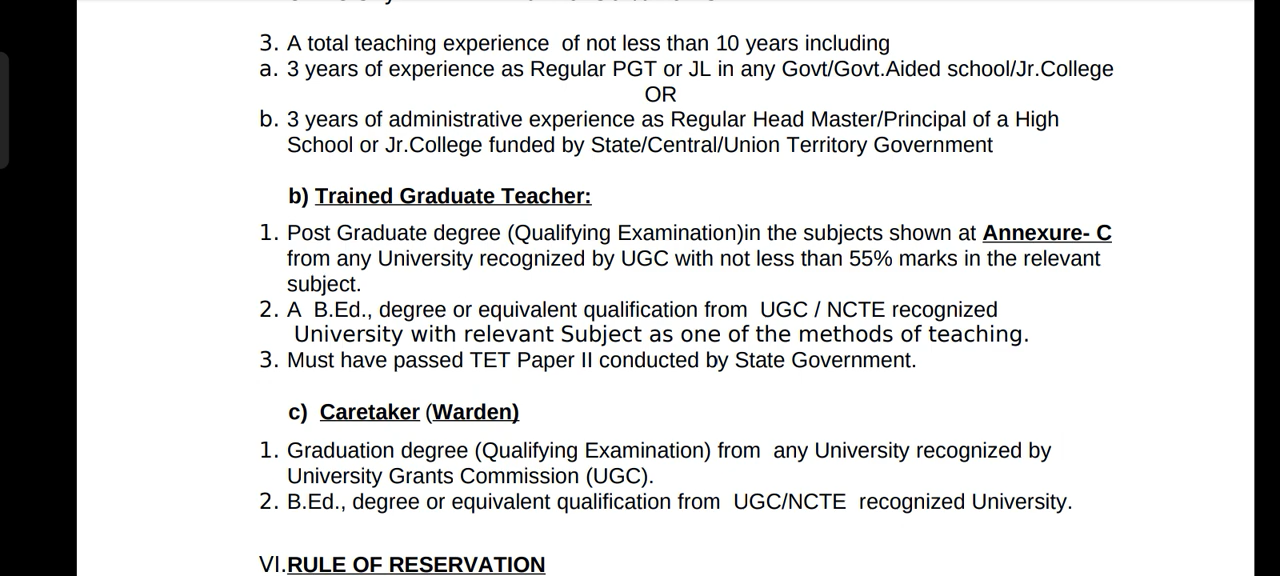 3. A total teaching experience of not less than 10 years including
a. 3 years of experience as Regular PGT or JL in any Govt/Govt.Aided school/Jr.College
OR
b. 3 years of administrative experience as Regular Head Master/Principal of a High
School or Jr.College funded by State/Central/Union Territory Government
b) Trained Graduate Teacher:
1. Post Graduate degree (Qualifying Examination)in the subjects shown at Annexure- C
from any University recognized by UGC with not less than 55% marks in the relevant
subject.
2. A B.Ed., degree or equivalent qualification from UGC / NCTE recognized
University with relevant Subject as one of the methods of teaching.
3. Must have passed TET Paper II conducted by State Government.
c) Caretaker (Warden)
1. Graduation degree (Qualifying Examination) from any University recognized by
University Grants Commission (UGC).
2. B.Ed., degree or equivalent qualification from UGC/NCTE recognized University.
VI.RULE OF RESERVATION